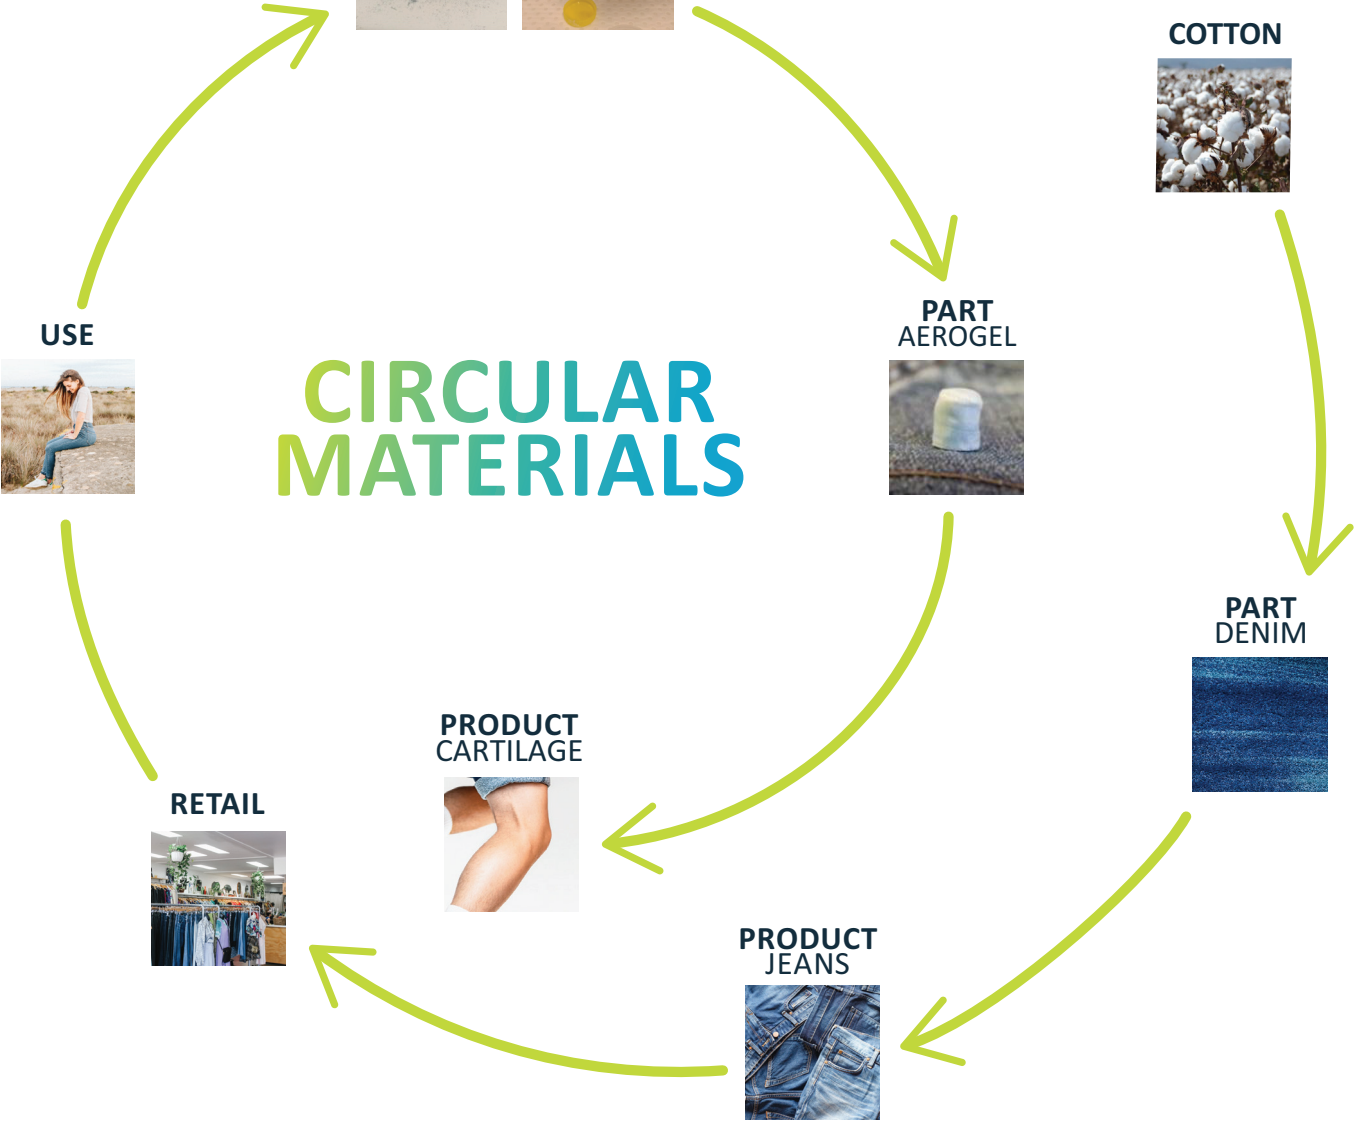 COTTON
PART
AEROGEL
USE
CIRCULAR
MATERIALS
PART
DENIM
PRODUCT
CARTILAGE
RETAIL
PRODUCT
JEANS